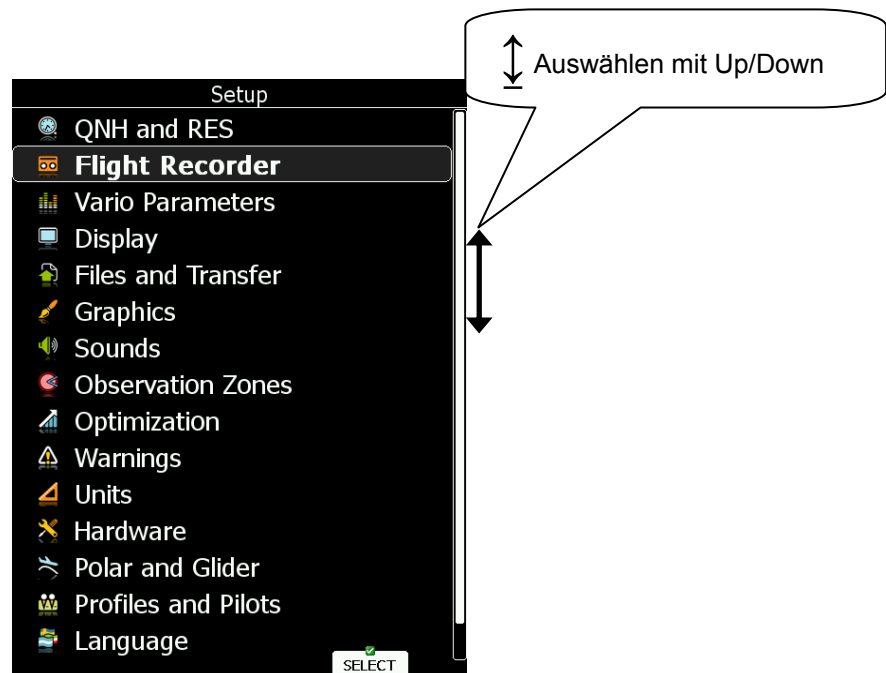 Auswählen mit Up/Down
Setup
QNH and RES
Flight Recorder
Vario Parameters
Display
Files and Transfer
Graphics
Sounds
Observation Zones
Optimization
Warnings
Units
Hardware
Polar and Glider
Profiles and Pilots
Language
SELECT